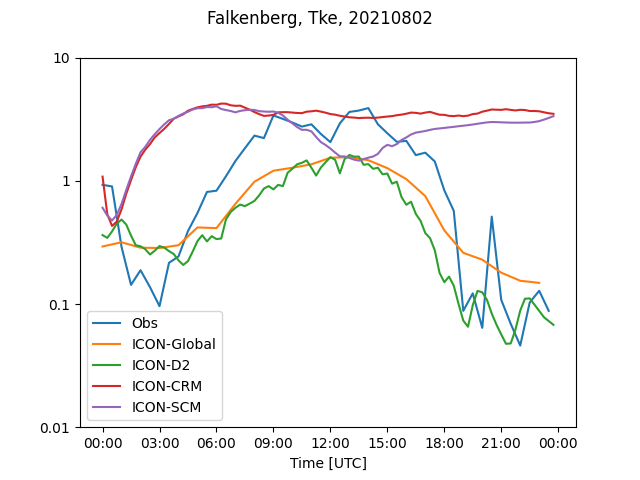 Falkenberg, Tke, 20210802
10
1
0.1
0.01
Obs
ICON-Global
ICON-D2
ICON-CRM
ICON-SCM
00:00 03:00 06:00 09:00 12:00 15:00 18:00 21:00 00:00
Time [UTC]